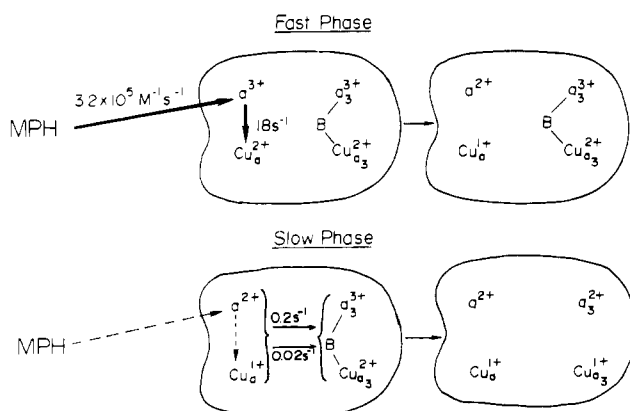 Fast Phase
3.2×10⁵ M⁻¹s⁻¹
MPH
a³⁺
18s⁻¹
Cuₐ²⁺
a₃³⁺
B
Cuₐ₃²⁺
a²⁺
Cuₐ¹⁺
a₃³⁺
B
Cuₐ₃²⁺
Slow Phase
MPH
a²⁺
Cuₐ¹⁺
0.2s⁻¹
0.02s⁻¹
a₃³⁺
B
Cuₐ₃²⁺
a²⁺
Cuₐ¹⁺
a₃²⁺
Cuₐ₃¹⁺